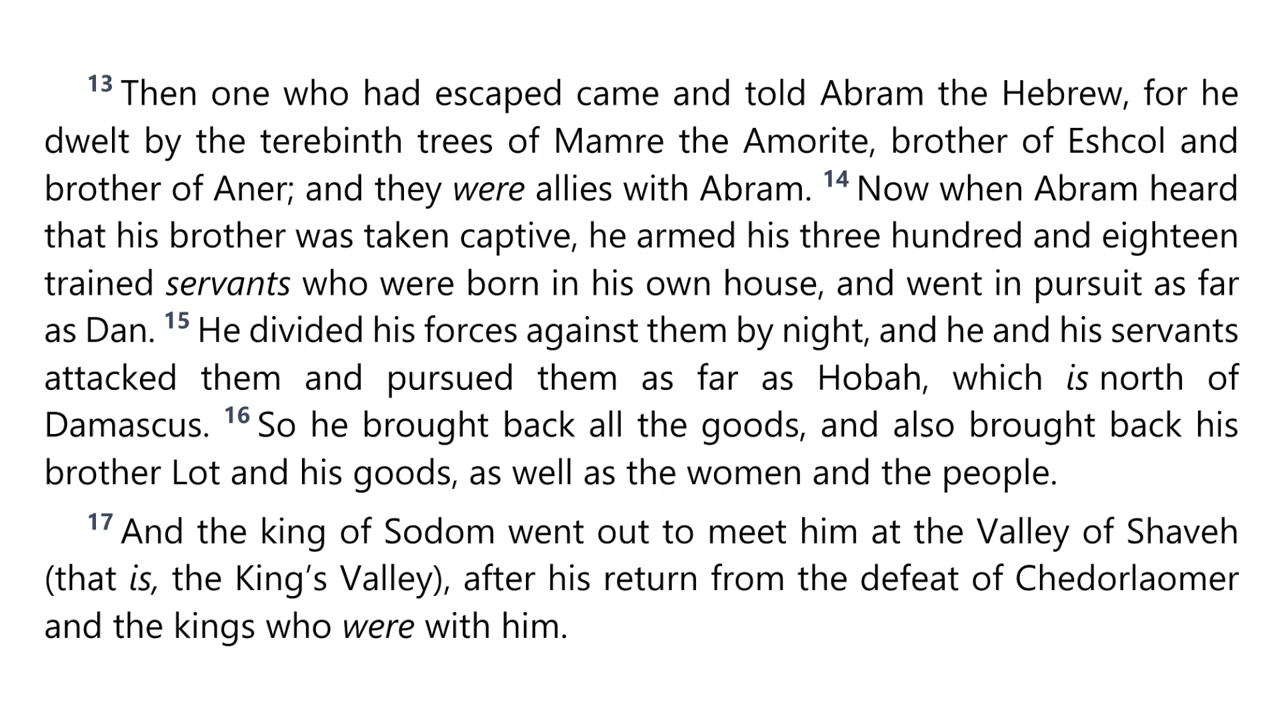 13 Then one who had escaped came and told Abram the Hebrew, for he
dwelt by the terebinth trees of Mamre the Amorite, brother of Eshcol and
brother of Aner; and they were allies with Abram. 14 Now when Abram heard
that his brother was taken captive, he armed his three hundred and eighteen
trained servants who were born in his own house, and went in pursuit as far
as Dan. 15 He divided his forces against them by night, and he and his servants
attacked them and pursued them as far as Hobah, which is north of
Damascus. 16 So he brought back all the goods, and also brought back his
brother Lot and his goods, as well as the women and the people.
17 And the king of Sodom went out to meet him at the Valley of Shaveh
(that is, the King’s Valley), after his return from the defeat of Chedorlaomer
and the kings who were with him.